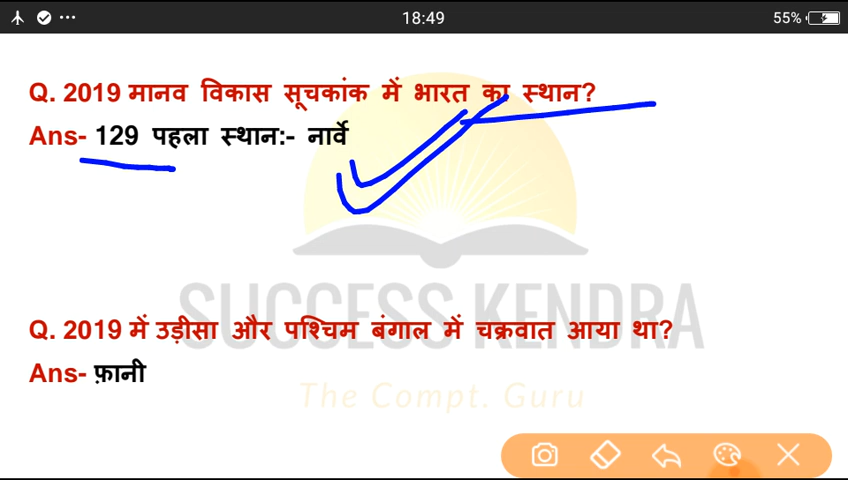 18:49
55%
Q. 2019 मानव विकास सूचकांक में भारत का स्थान?
Ans- 129 पहला स्थान:- नार्वे
SUCCESS KENDRA
Q. 2019 में उड़ीसा और पश्चिम बंगाल में चक्रवात आया था?
Ans- फ़ानी
The Compt. Guru